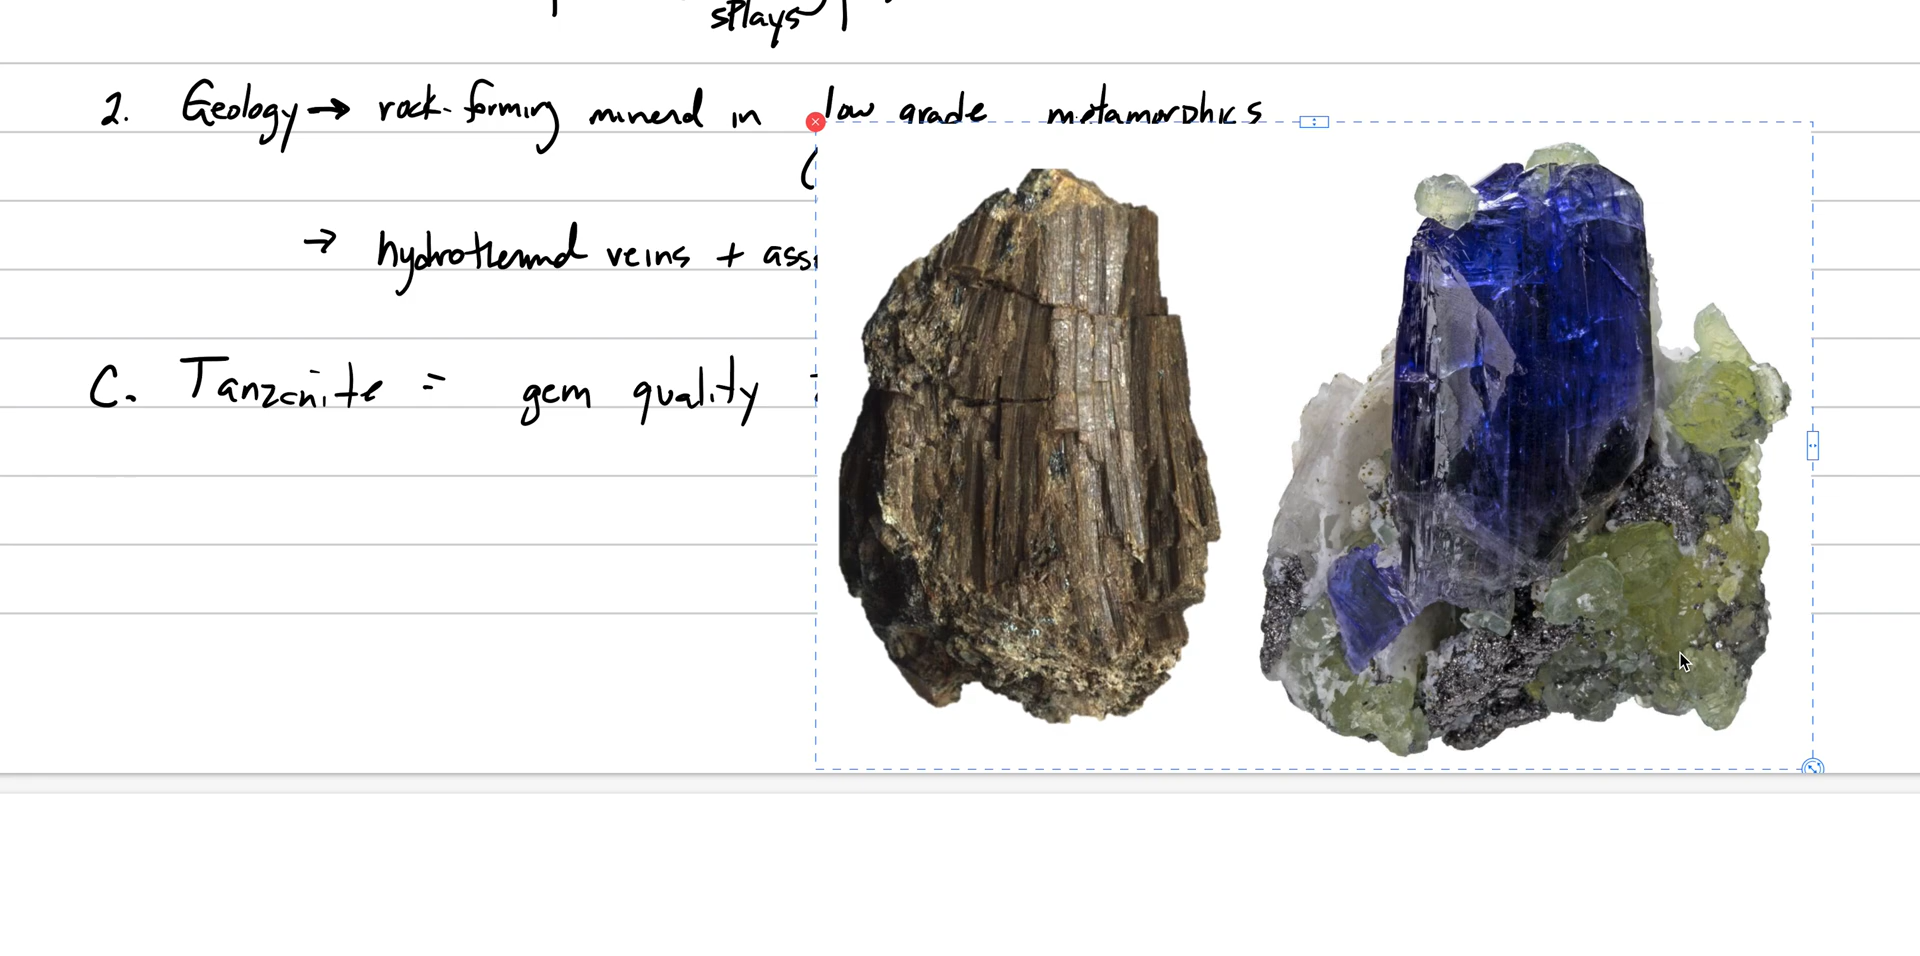 splays
2. Geology → rock-forming mineral in low grade metamorphics
(
→ hydrothermal veins + ass
C. Tanzanite = gem quality